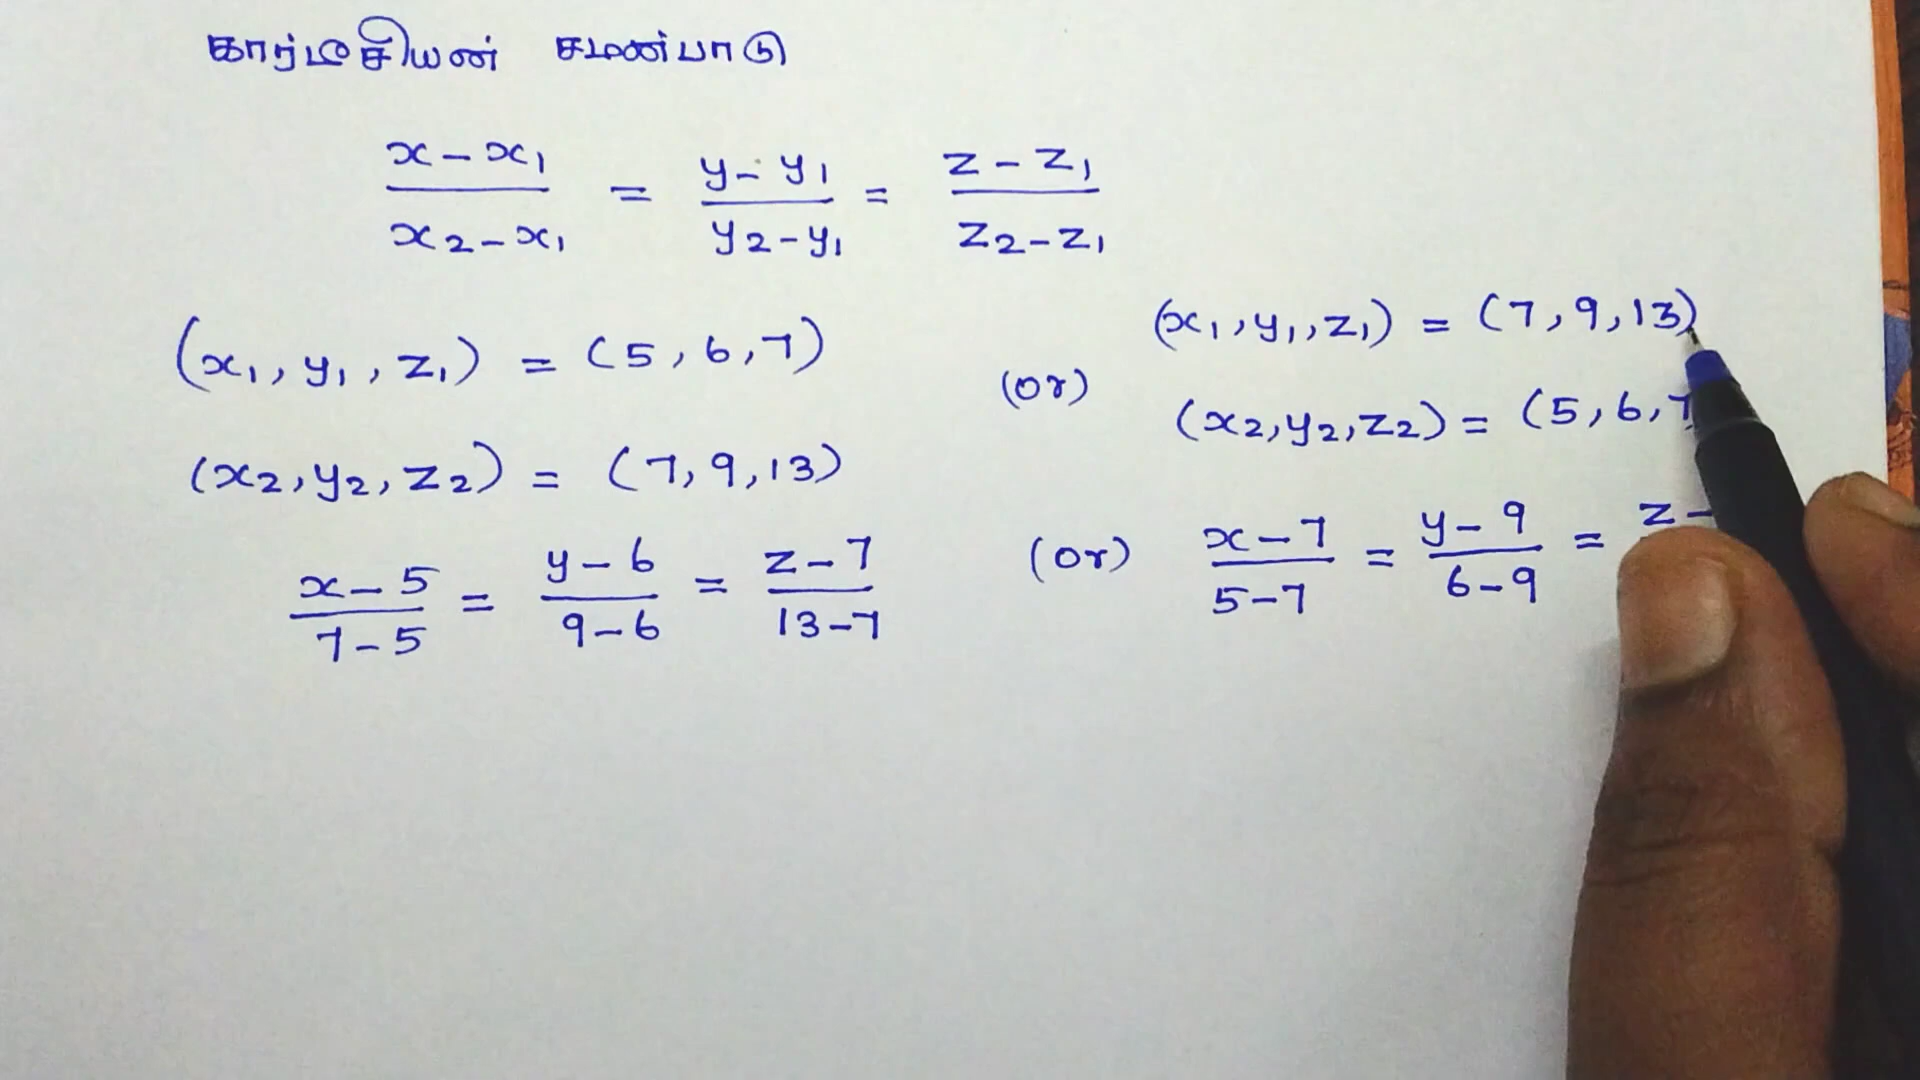 கார்டீசியன் சமன்பாடு
x - x₁ / x₂ - x₁ = y - y₁ / y₂ - y₁ = z - z₁ / z₂ - z₁
(x₁, y₁, z₁) = (5, 6, 7)
(x₂, y₂, z₂) = (7, 9, 13)
(or)
(x₁, y₁, z₁) = (7, 9, 13)
(x₂, y₂, z₂) = (5, 6, 7
x - 5 / 7 - 5 = y - 6 / 9 - 6 = z - 7 / 13 - 7
(or)
x - 7 / 5 - 7 = y - 9 / 6 - 9 = z -